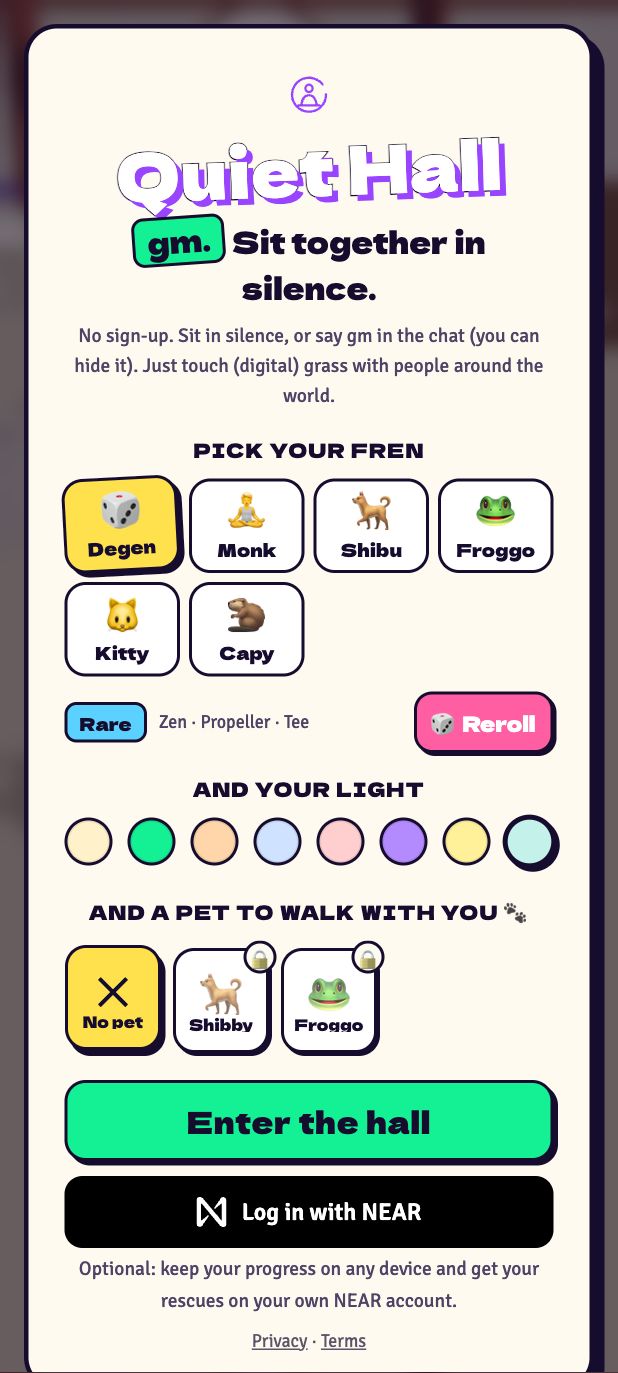 Quiet Hall
gm. Sit together in
silence.
No sign-up. Sit in silence, or say gm in the chat (you can
hide it). Just touch (digital) grass with people around the
world.
PICK YOUR FREN
Degen Monk Shibu Froggo
Kitty Capy
Rare Zen · Propeller · Tee 🎲 Reroll
AND YOUR LIGHT
AND A PET TO WALK WITH YOU 🐾
No pet Shibby Froggo
Enter the hall
Log in with NEAR
Optional: keep your progress on any device and get your
rescues on your own NEAR account.
Privacy · Terms